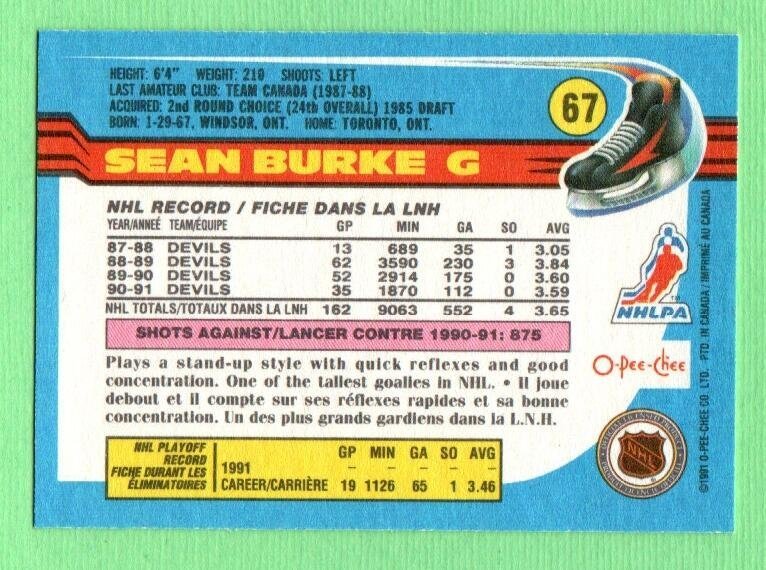 HEIGHT: 6'4" WEIGHT: 210 SHOOTS: LEFT
LAST AMATEUR CLUB: TEAM CANADA (1987-88)
ACQUIRED: 2nd ROUND CHOICE (24th OVERALL) 1985 DRAFT
BORN: 1-29-67, WINDSOR, ONT. HOME: TORONTO, ONT.
67
SEAN BURKE G
NHL RECORD / FICHE DANS LA LNH
YEAR/ANNEÉ TEAM/ÉQUIPE GP MIN GA SO AVG
87-88 DEVILS 13 689 35 1 3.05
88-89 DEVILS 62 3590 230 3 3.84
89-90 DEVILS 52 2914 175 0 3.60
90-91 DEVILS 35 1870 112 0 3.59
NHL TOTALS/TOTAUX DANS LA LNH 162 9063 552 4 3.65
SHOTS AGAINST/LANCER CONTRE 1990-91: 875
Plays a stand-up style with quick reflexes and good
concentration. One of the tallest goalies in NHL. • il joue
debout et il compte sur ses réflexes rapides et sa bonne
concentration. Un des plus grands gardiens dans la L.N.H.
NHL PLAYOFF
RECORD
FICHE DURANT LES
ÉLIMINATOIRES
GP MIN GA SO AVG
1991 – – – – –
CAREER/CARRIÈRE 19 1126 65 1 3.46
NHLPA
TM
O-Pee-Chee
NHL
©1991 O-PEE-CHEE CO. LTD. PTD. IN CANADA / IMPRIMÉ AU CANADA